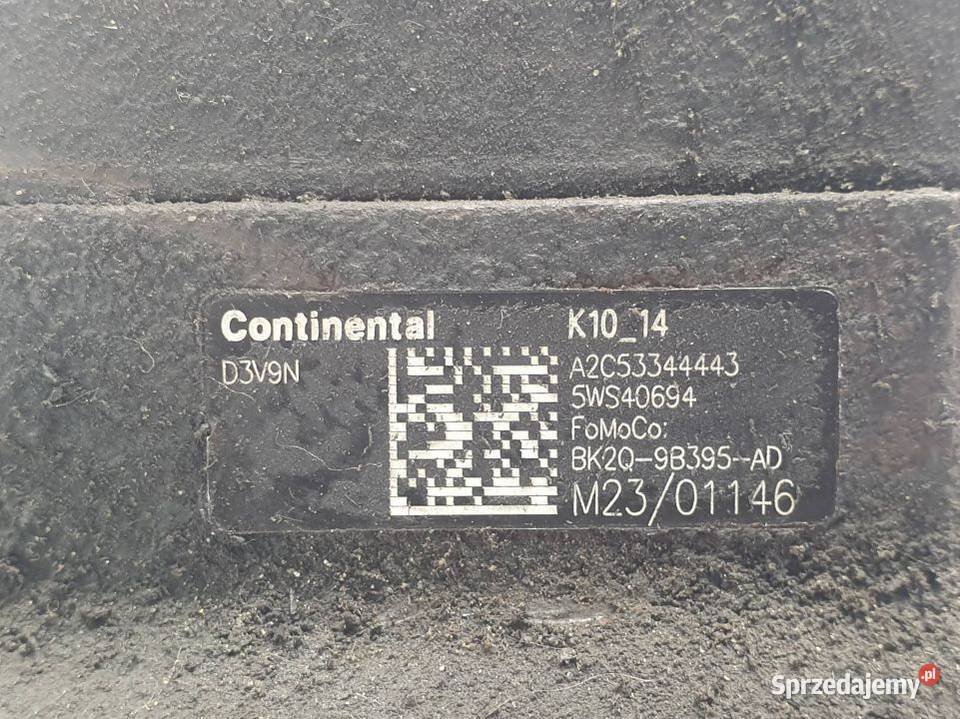 Continental
D3V9N
K10_14
A2C53344443
5WS40694
FoMoCo:
BK2Q-9B395-AD
M23/01146
Sprzedajemy.pl